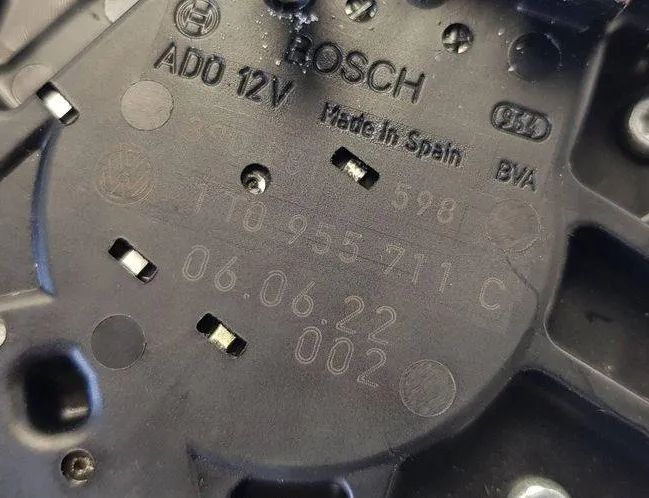 BOSCH
AD0 12V
Made in Spain
BVA
598
1T0 955 711 C
06.06.22
002